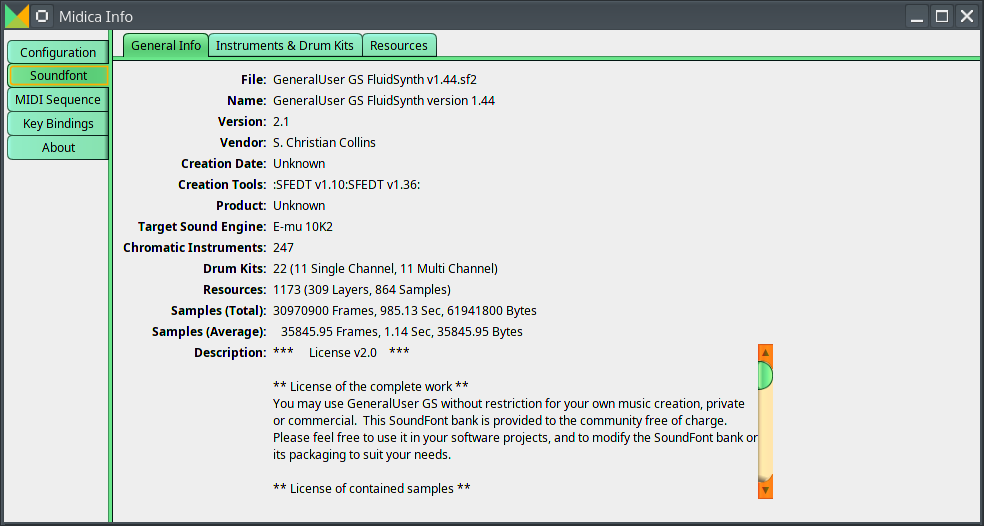 Midica Info
Configuration
Soundfont
MIDI Sequence
Key Bindings
About
General Info
Instruments & Drum Kits
Resources
File: GeneralUser GS FluidSynth v1.44.sf2
Name: GeneralUser GS FluidSynth version 1.44
Version: 2.1
Vendor: S. Christian Collins
Creation Date: Unknown
Creation Tools: :SFEDT v1.10:SFEDT v1.36:
Product: Unknown
Target Sound Engine: E-mu 10K2
Chromatic Instruments: 247
Drum Kits: 22 (11 Single Channel, 11 Multi Channel)
Resources: 1173 (309 Layers, 864 Samples)
Samples (Total): 30970900 Frames, 985.13 Sec, 61941800 Bytes
Samples (Average): 35845.95 Frames, 1.14 Sec, 35845.95 Bytes
Description: *** License v2.0 ***
** License of the complete work **
You may use GeneralUser GS without restriction for your own music creation, private
or commercial. This SoundFont bank is provided to the community free of charge.
Please feel free to use it in your software projects, and to modify the SoundFont bank or
its packaging to suit your needs.
** License of contained samples **